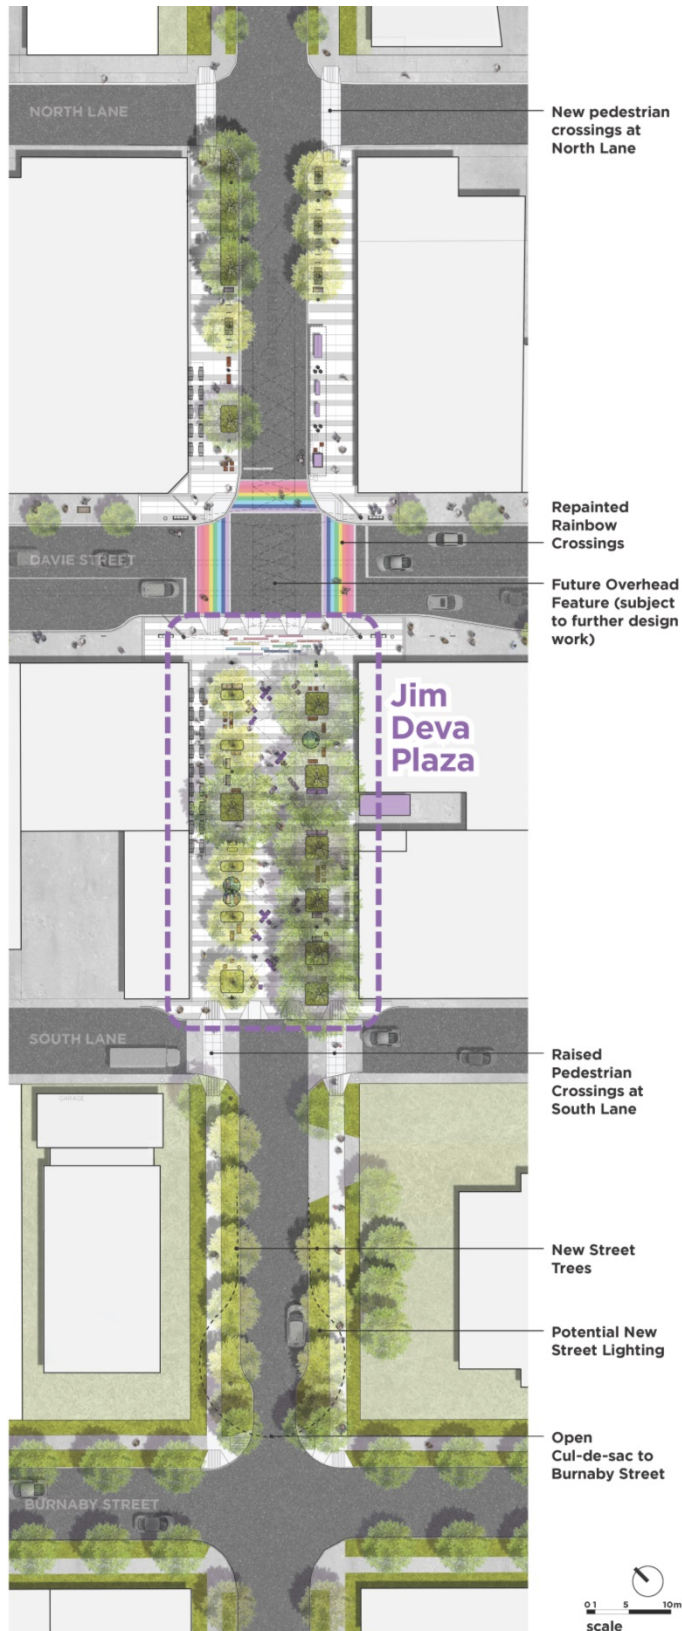 NORTH LANE
New pedestrian
crossings at
North Lane
Repainted
Rainbow
Crossings
DAVIE STREET
Future Overhead
Feature (subject
to further design
work)
Jim
Deva
Plaza
SOUTH LANE
Raised
Pedestrian
Crossings at
South Lane
GARAGE
New Street
Trees
Potential New
Street Lighting
Open
Cul-de-sac to
Burnaby Street
BURNABY STREET
0 1 5 10m
scale